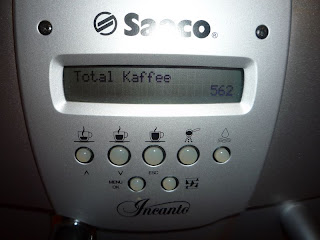 Saeco®
Total Kaffee
562
MENU
OK
ESC
Incanto